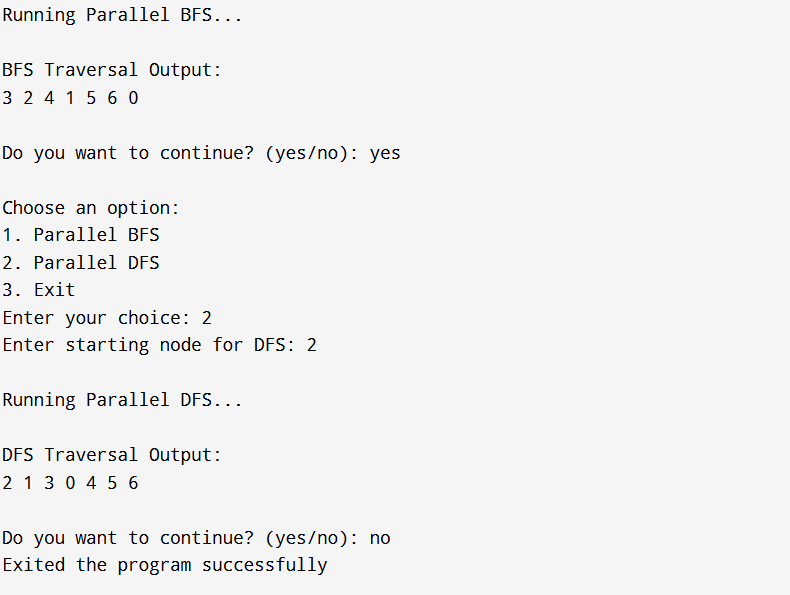 Running Parallel BFS...
BFS Traversal Output:
3 2 4 1 5 6 0
Do you want to continue? (yes/no): yes
Choose an option:
1. Parallel BFS
2. Parallel DFS
3. Exit
Enter your choice: 2
Enter starting node for DFS: 2
Running Parallel DFS...
DFS Traversal Output:
2 1 3 0 4 5 6
Do you want to continue? (yes/no): no
Exited the program successfully